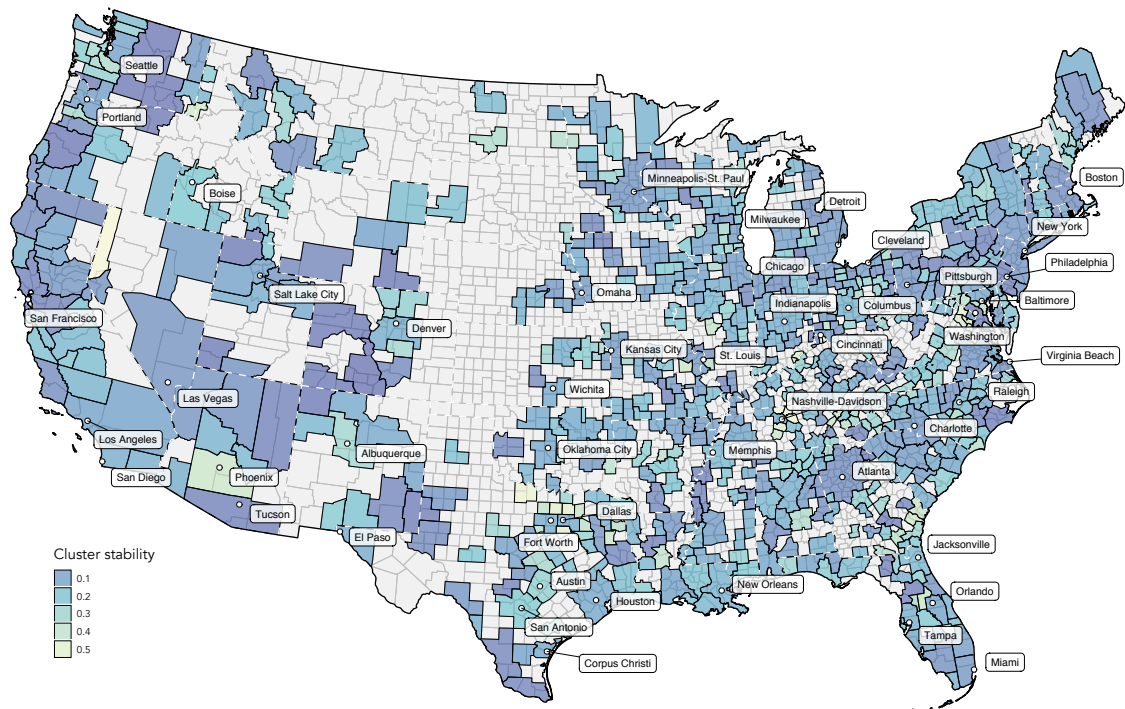 Seattle
Portland
Minneapolis-St. Paul
Boston
Boise
Detroit
Milwaukee
New York
Cleveland
Philadelphia
Chicago
Pittsburgh
Salt Lake City
Omaha
Indianapolis
Columbus
Baltimore
San Francisco
Denver
Washington
Cincinnati
Kansas City
St. Louis
Virginia Beach
Wichita
Raleigh
Las Vegas
Nashville-Davidson
Charlotte
Los Angeles
Albuquerque
Oklahoma City
Memphis
San Diego
Phoenix
Atlanta
Tucson
Dallas
El Paso
Fort Worth
Jacksonville
Cluster stability
0.1
0.2
0.3
0.4
0.5
Austin
New Orleans
Orlando
Houston
San Antonio
Tampa
Corpus Christi
Miami